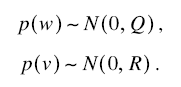 p(w) ~ N(0, Q) ,
p(v) ~ N(0, R) .